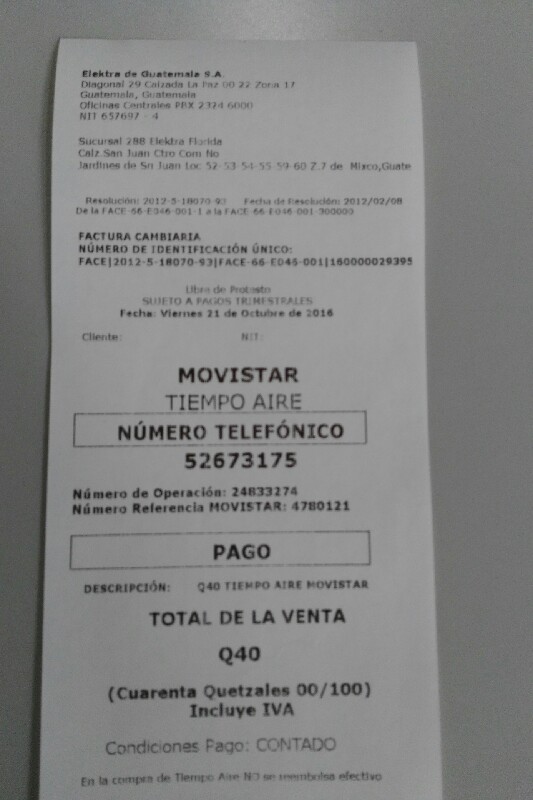 Elektra de Guatemala S.A.
Diagonal 29 Calzada La Paz 00 22 Zona 17
Guatemala, Guatemala
Oficinas Centrales PBX 2324 6000
NIT 657697 - 4
Sucursal 288 Elektra Florida
Calz San Juan Ctro Com No
Jardines de Sn Juan Loc 52-53-54-55-59-60 Z.7 de Mixco,Guate
Resolución: 2012-5-18070-93 Fecha de Resolución: 2012/02/08
De la FACE-66-E046-001-1 a la FACE-66-E046-001-300000
FACTURA CAMBIARIA
NÚMERO DE IDENTIFICACIÓN ÚNICO:
FACE|2012-5-18070-93|FACE-66-E046-001|160000029395
Libre de Protesto
SUJETO A PAGOS TRIMESTRALES
Fecha: Viernes 21 de Octubre de 2016
Cliente: NIT:
MOVISTAR
TIEMPO AIRE
NÚMERO TELEFÓNICO
52673175
Número de Operación: 24833274
Número Referencia MOVISTAR: 4780121
PAGO
DESCRIPCIÓN: Q40 TIEMPO AIRE MOVISTAR
TOTAL DE LA VENTA
Q40
(Cuarenta Quetzales 00/100)
Incluye IVA
Condiciones Pago: CONTADO
En la compra de Tiempo Aire NO se reembolsa efectivo